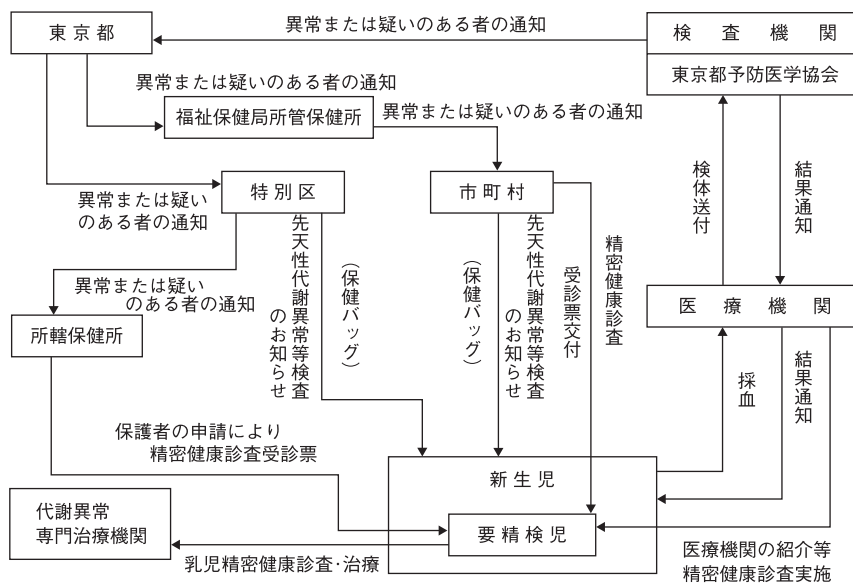 異常または疑いのある者の通知
東京都
検査機関
東京都予防医学協会
異常または疑いのある者の通知
福祉保健局所管保健所
異常または疑いのある者の通知
特別区
市町村
異常または疑い
のある者の通知
検体送付
結果通知
先天性代謝異常等検査
のお知らせ
（保健バッグ）
先天性代謝異常等検査
のお知らせ
（保健バッグ）
精密健康診査
受診票交付
異常または疑い
のある者の通知
所轄保健所
医療機関
採血
結果通知
保護者の申請により
精密健康診査受診票
新生児
要精検児
代謝異常
専門治療機関
乳児精密健康診査・治療
医療機関の紹介等
精密健康診査実施